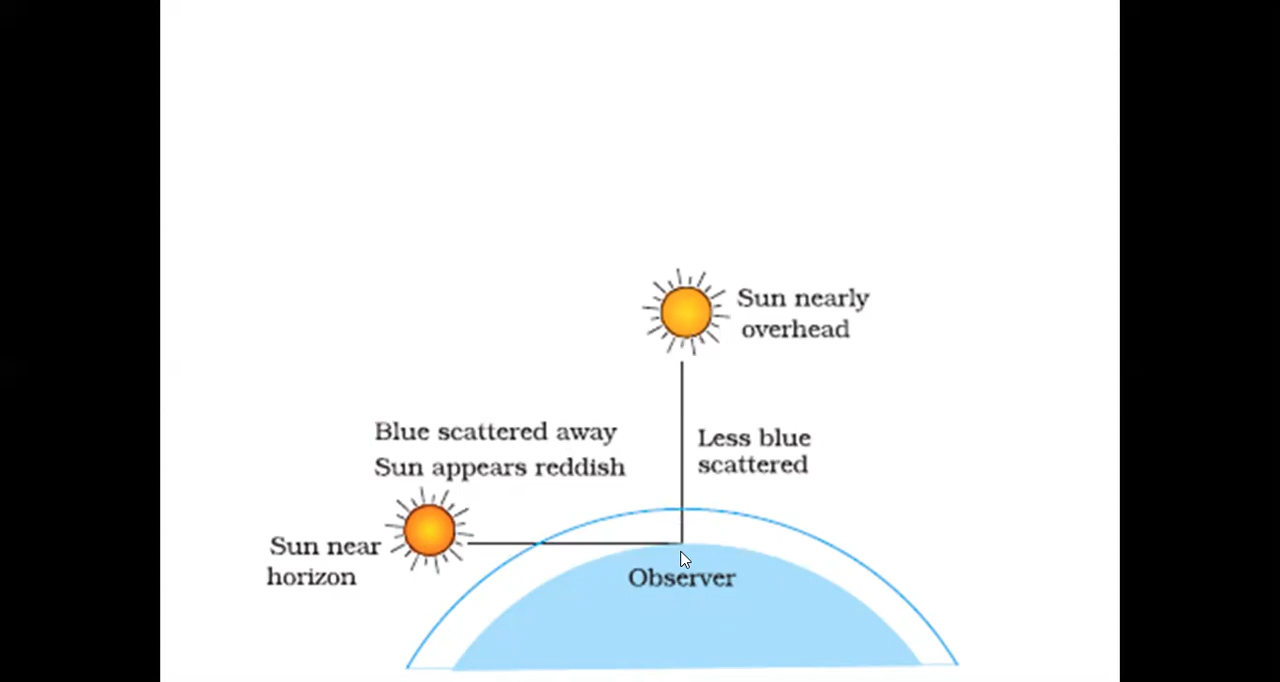 Sun nearly
overhead
Blue scattered away
Sun appears reddish
Less blue
scattered
Sun near
horizon
Observer